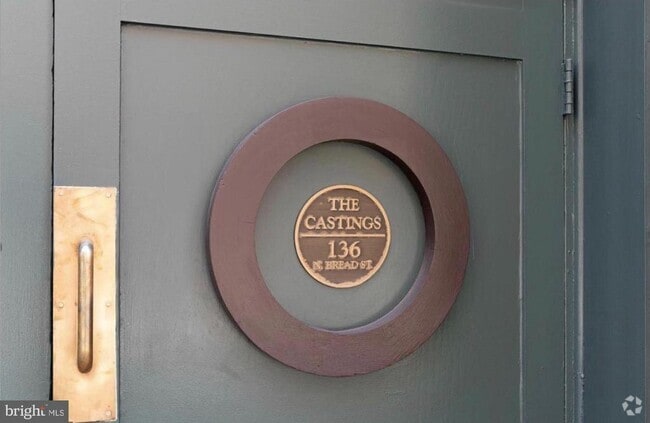 THE
CASTINGS
136
N. BREAD ST.
bright MLS